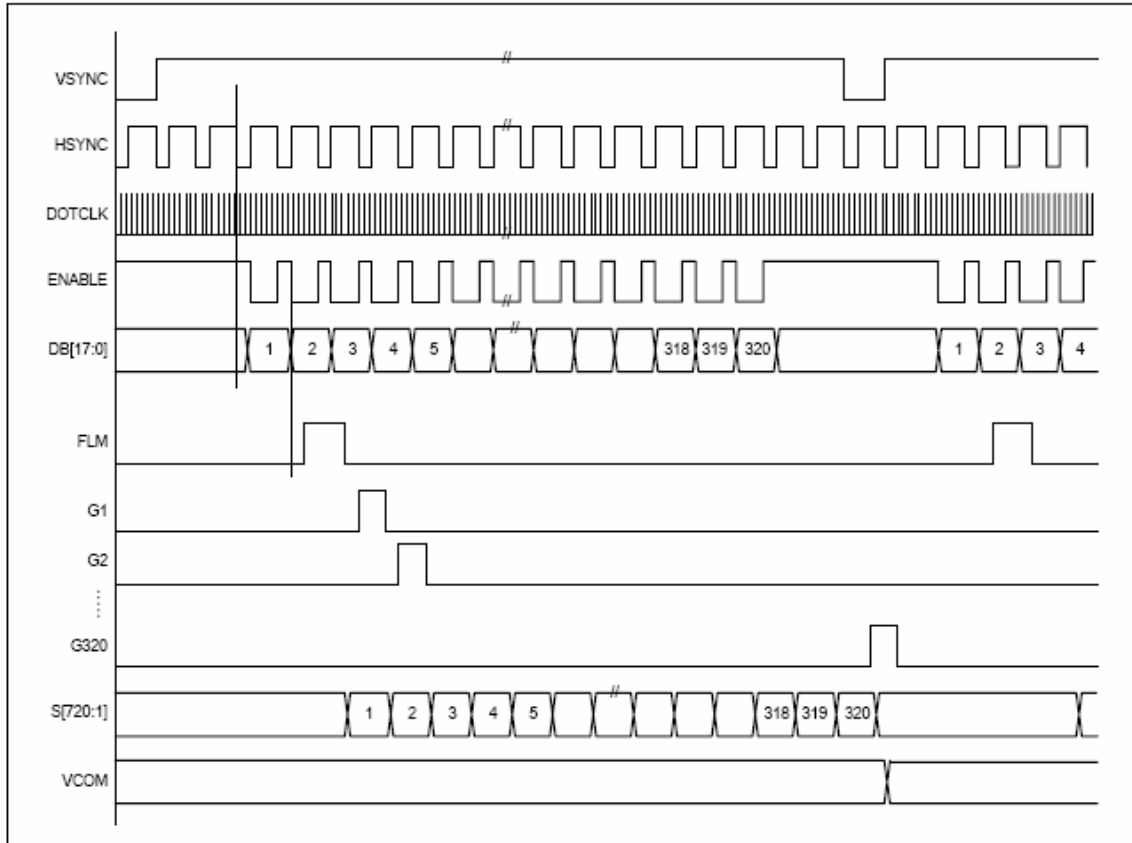 VSYNC
HSYNC
DOTCLK
ENABLE
DB[17:0] 1 2 3 4 5 318 319 320 1 2 3 4
FLM
G1
G2
G320
S[720:1] 1 2 3 4 5 318 319 320
VCOM